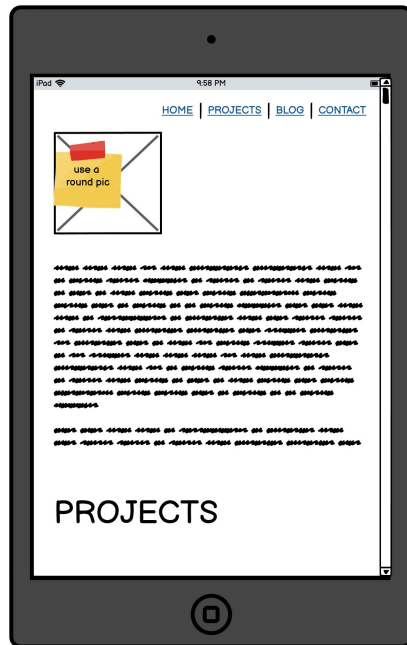 iPad 9:58 PM
HOME | PROJECTS | BLOG | CONTACT
use a
round pic
PROJECTS